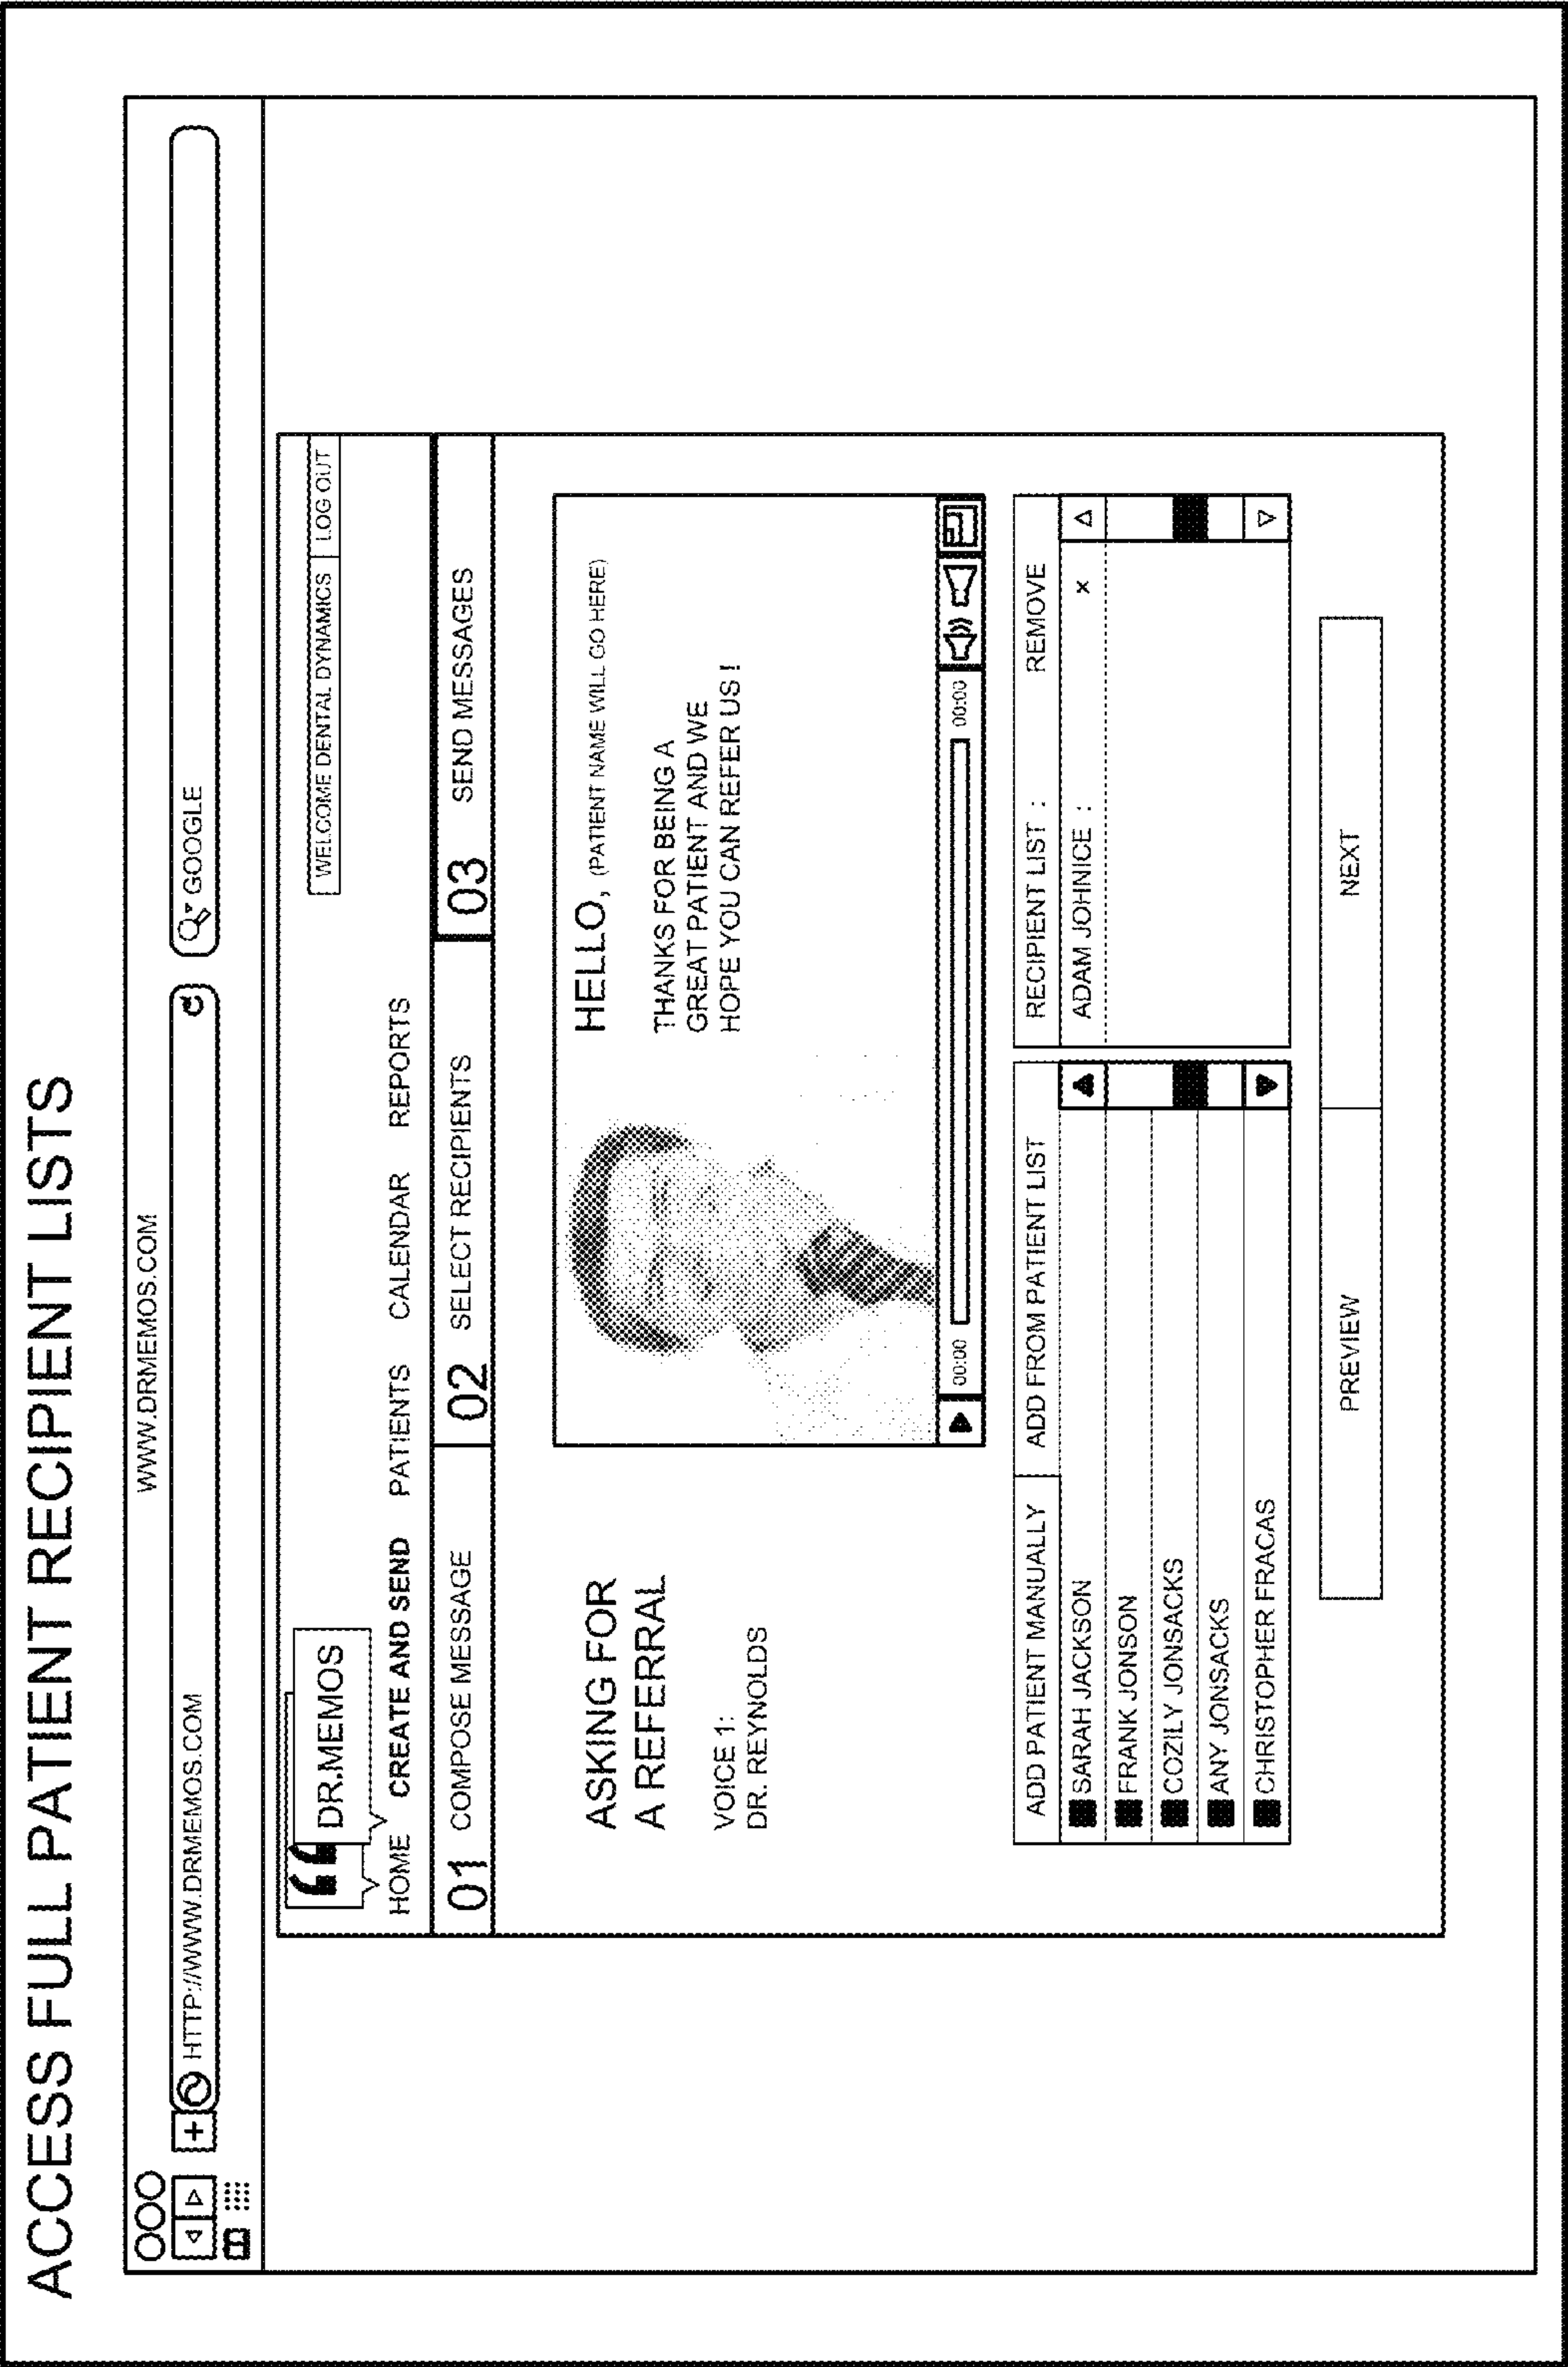 ACCESS FULL PATIENT RECIPIENT LISTS
WWW.DRMEMOS.COM
HTTP://WWW.DRMEMOS.COM
GOOGLE
DR.MEMOS
WELCOME DENTAL DYNAMICS LOG OUT
HOME CREATE AND SEND PATIENTS CALENDAR REPORTS
01 COMPOSE MESSAGE 02 SELECT RECIPIENTS 03 SEND MESSAGES
ASKING FOR
A REFERRAL
VOICE 1:
DR. REYNOLDS
HELLO, (PATIENT NAME WILL GO HERE)
THANKS FOR BEING A
GREAT PATIENT AND WE
HOPE YOU CAN REFER US !
00:00 00:00
ADD PATIENT MANUALLY ADD FROM PATIENT LIST
SARAH JACKSON
FRANK JONSON
COZILY JONSACKS
ANY JONSACKS
CHRISTOPHER FRACAS
RECIPIENT LIST : REMOVE
ADAM JOHNICE : ×
PREVIEW NEXT